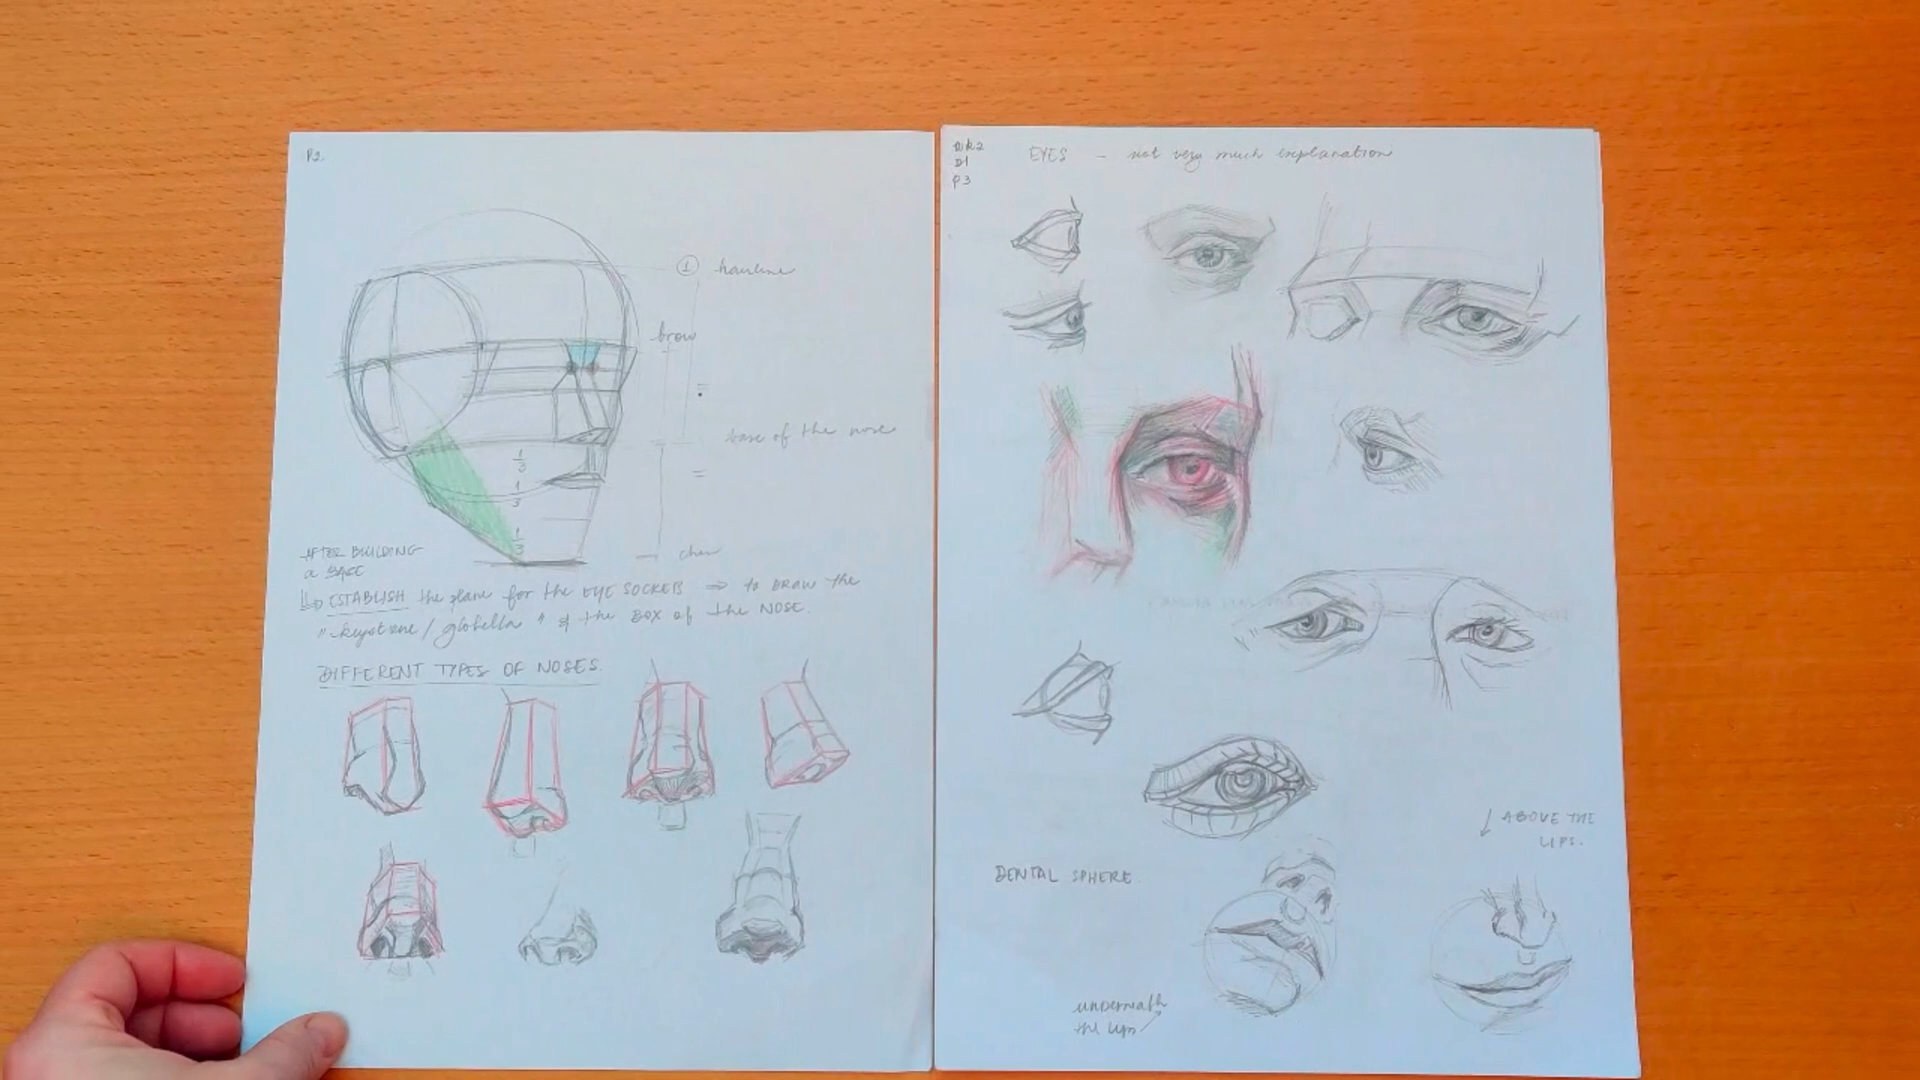 P2
① hairline
brow
=
base of the nose
1/3
=
1/3
1/3
chin
AFTER BUILDING
a BASE
↳ ESTABLISH the plane for the EYE SOCKETS ⇒ to DRAW the
"keystone / globella" & the BOX of the NOSE.
DIFFERENT TYPES OF NOSES.
D1
P3
EYES - not very much explanation
↓ ABOVE THE
LIPS.
DENTAL SPHERE
underneath
the lips